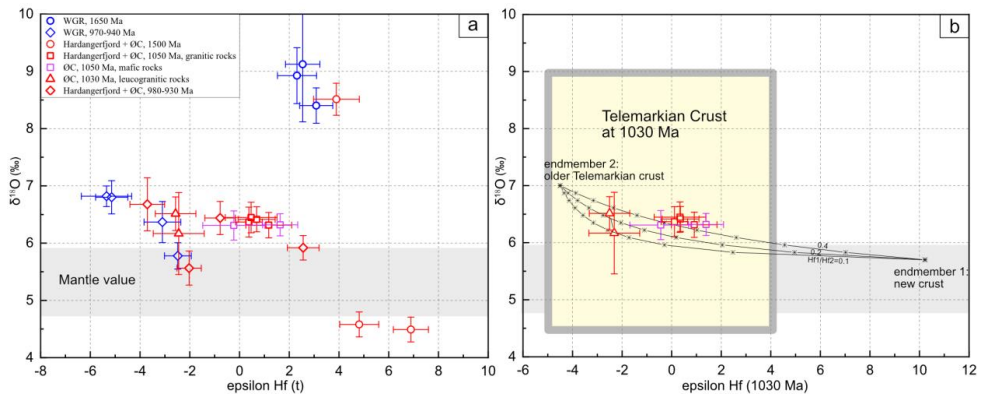 a
WGR, 1650 Ma
WGR, 970-940 Ma
Hardangerfjord + ØC, 1500 Ma
Hardangerfjord + ØC, 1050 Ma, granitic rocks
ØC, 1050 Ma, mafic rocks
ØC, 1030 Ma, leucogranitic rocks
Hardangerfjord + ØC, 980-930 Ma
Mantle value
δ¹⁸O (‰)
10
9
8
7
6
5
4
-8
-6
-4
-2
0
2
4
6
8
10
epsilon Hf (t)
b
Telemarkian Crust
at 1030 Ma
endmember 2:
older Telemarkian crust
0.4
0.2
Hf1/Hf2=0.1
endmember 1:
new crust
δ¹⁸O (‰)
10
9
8
7
6
5
4
-6
-4
-2
0
2
4
6
8
10
12
epsilon Hf (1030 Ma)